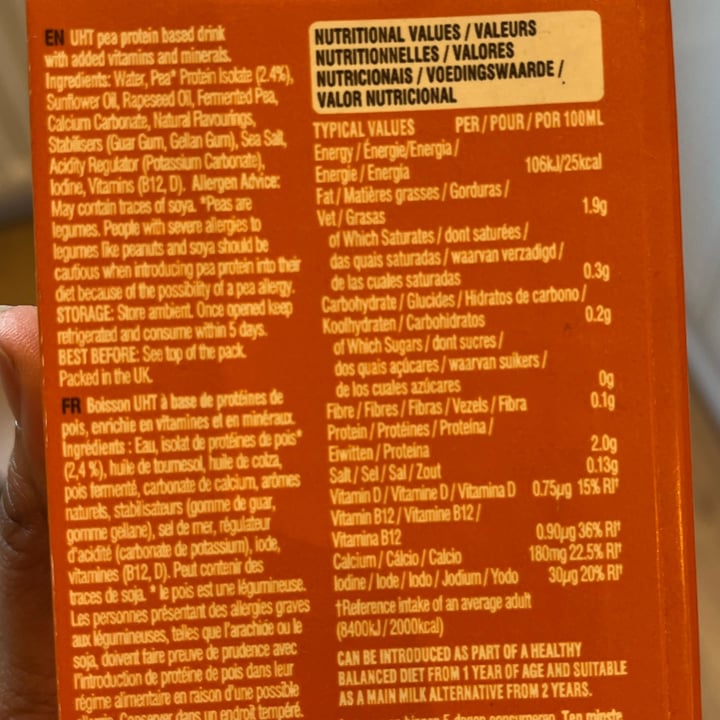 EN UHT pea protein based drink
with added vitamins and minerals.
Ingredients: Water, Pea* Protein Isolate (2.4%),
Sunflower Oil, Rapeseed Oil, Fermented Pea,
Calcium Carbonate, Natural Flavourings,
Stabilisers (Guar Gum, Gellan Gum), Sea Salt,
Acidity Regulator (Potassium Carbonate),
Iodine, Vitamins (B12, D). Allergen Advice:
May contain traces of soya. *Peas are
legumes. People with severe allergies to
legumes like peanuts and soya should be
cautious when introducing pea protein into their
diet because of the possibility of a pea allergy.
STORAGE: Store ambient. Once opened keep
refrigerated and consume within 5 days.
BEST BEFORE: See top of the pack.
Packed in the UK.
FR Boisson UHT à base de protéines de
pois, enrichie en vitamines et en minéraux.
Ingrédients : Eau, isolat de protéines de pois*
(2,4 %), huile de tournesol, huile de colza,
pois fermenté, carbonate de calcium, arômes
naturels, stabilisateurs (gomme de guar,
gomme gellane), sel de mer, régulateur
d'acidité (carbonate de potassium), iode,
vitamines (B12, D). Peut contenir des
traces de soja. * le pois est une légumineuse.
Les personnes présentant des allergies graves
aux légumineuses, telles que l'arachide ou le
soja, doivent faire preuve de prudence avec
l'introduction de protéine de pois dans leur
régime alimentaire en raison d'une possible
allergie. Conserver dans un endroit tempéré.
NUTRITIONAL VALUES / VALEURS
NUTRITIONNELLES / VALORES
NUTRICIONAIS / VOEDINGSWAARDE /
VALOR NUTRICIONAL
TYPICAL VALUES PER / POUR / POR 100ML
Energy / Énergie/Energia /
Energie / Energía 106kJ/25kcal
Fat / Matières grasses / Gorduras /
Vet / Grasas 1.9g
of Which Saturates / dont saturées /
das quais saturadas / waarvan verzadigd /
de las cuales saturadas 0.3g
Carbohydrate / Glucides / Hidratos de carbono /
Koolhydraten / Carbohidratos 0.2g
of Which Sugars / dont sucres /
dos quais açúcares / waarvan suikers /
de los cuales azúcares 0g
Fibre / Fibres / Fibras / Vezels / Fibra 0.1g
Protein / Protéines / Proteína /
Eiwitten / Proteína 2.0g
Salt / Sel / Sal / Zout 0.13g
Vitamin D / Vitamine D / Vitamina D 0.75µg 15% RI†
Vitamin B12 / Vitamine B12 /
Vitamina B12 0.90µg 36% RI†
Calcium / Cálcio / Calcio 180mg 22.5% RI†
Iodine / Iode / Iodo / Jodium / Yodo 30µg 20% RI†
†Reference intake of an average adult
(8400kJ / 2000kcal)
CAN BE INTRODUCED AS PART OF A HEALTHY
BALANCED DIET FROM 1 YEAR OF AGE AND SUITABLE
AS A MAIN MILK ALTERNATIVE FROM 2 YEARS.